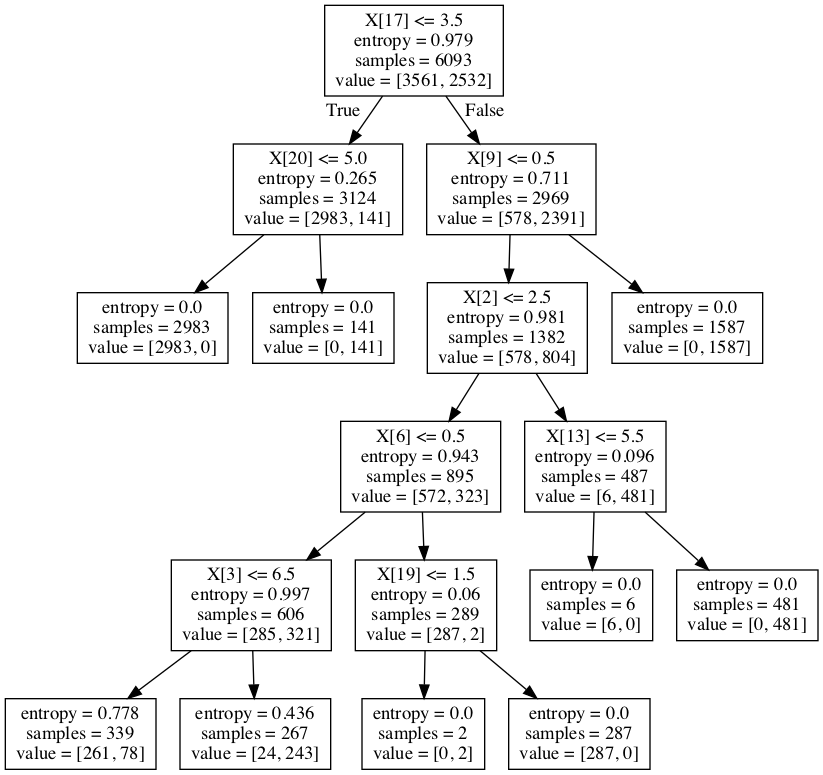 X[17] <= 3.5
entropy = 0.979
samples = 6093
value = [3561, 2532]
True
False
X[20] <= 5.0
entropy = 0.265
samples = 3124
value = [2983, 141]
X[9] <= 0.5
entropy = 0.711
samples = 2969
value = [578, 2391]
entropy = 0.0
samples = 2983
value = [2983, 0]
entropy = 0.0
samples = 141
value = [0, 141]
X[2] <= 2.5
entropy = 0.981
samples = 1382
value = [578, 804]
entropy = 0.0
samples = 1587
value = [0, 1587]
X[6] <= 0.5
entropy = 0.943
samples = 895
value = [572, 323]
X[13] <= 5.5
entropy = 0.096
samples = 487
value = [6, 481]
X[3] <= 6.5
entropy = 0.997
samples = 606
value = [285, 321]
X[19] <= 1.5
entropy = 0.06
samples = 289
value = [287, 2]
entropy = 0.0
samples = 6
value = [6, 0]
entropy = 0.0
samples = 481
value = [0, 481]
entropy = 0.778
samples = 339
value = [261, 78]
entropy = 0.436
samples = 267
value = [24, 243]
entropy = 0.0
samples = 2
value = [0, 2]
entropy = 0.0
samples = 287
value = [287, 0]